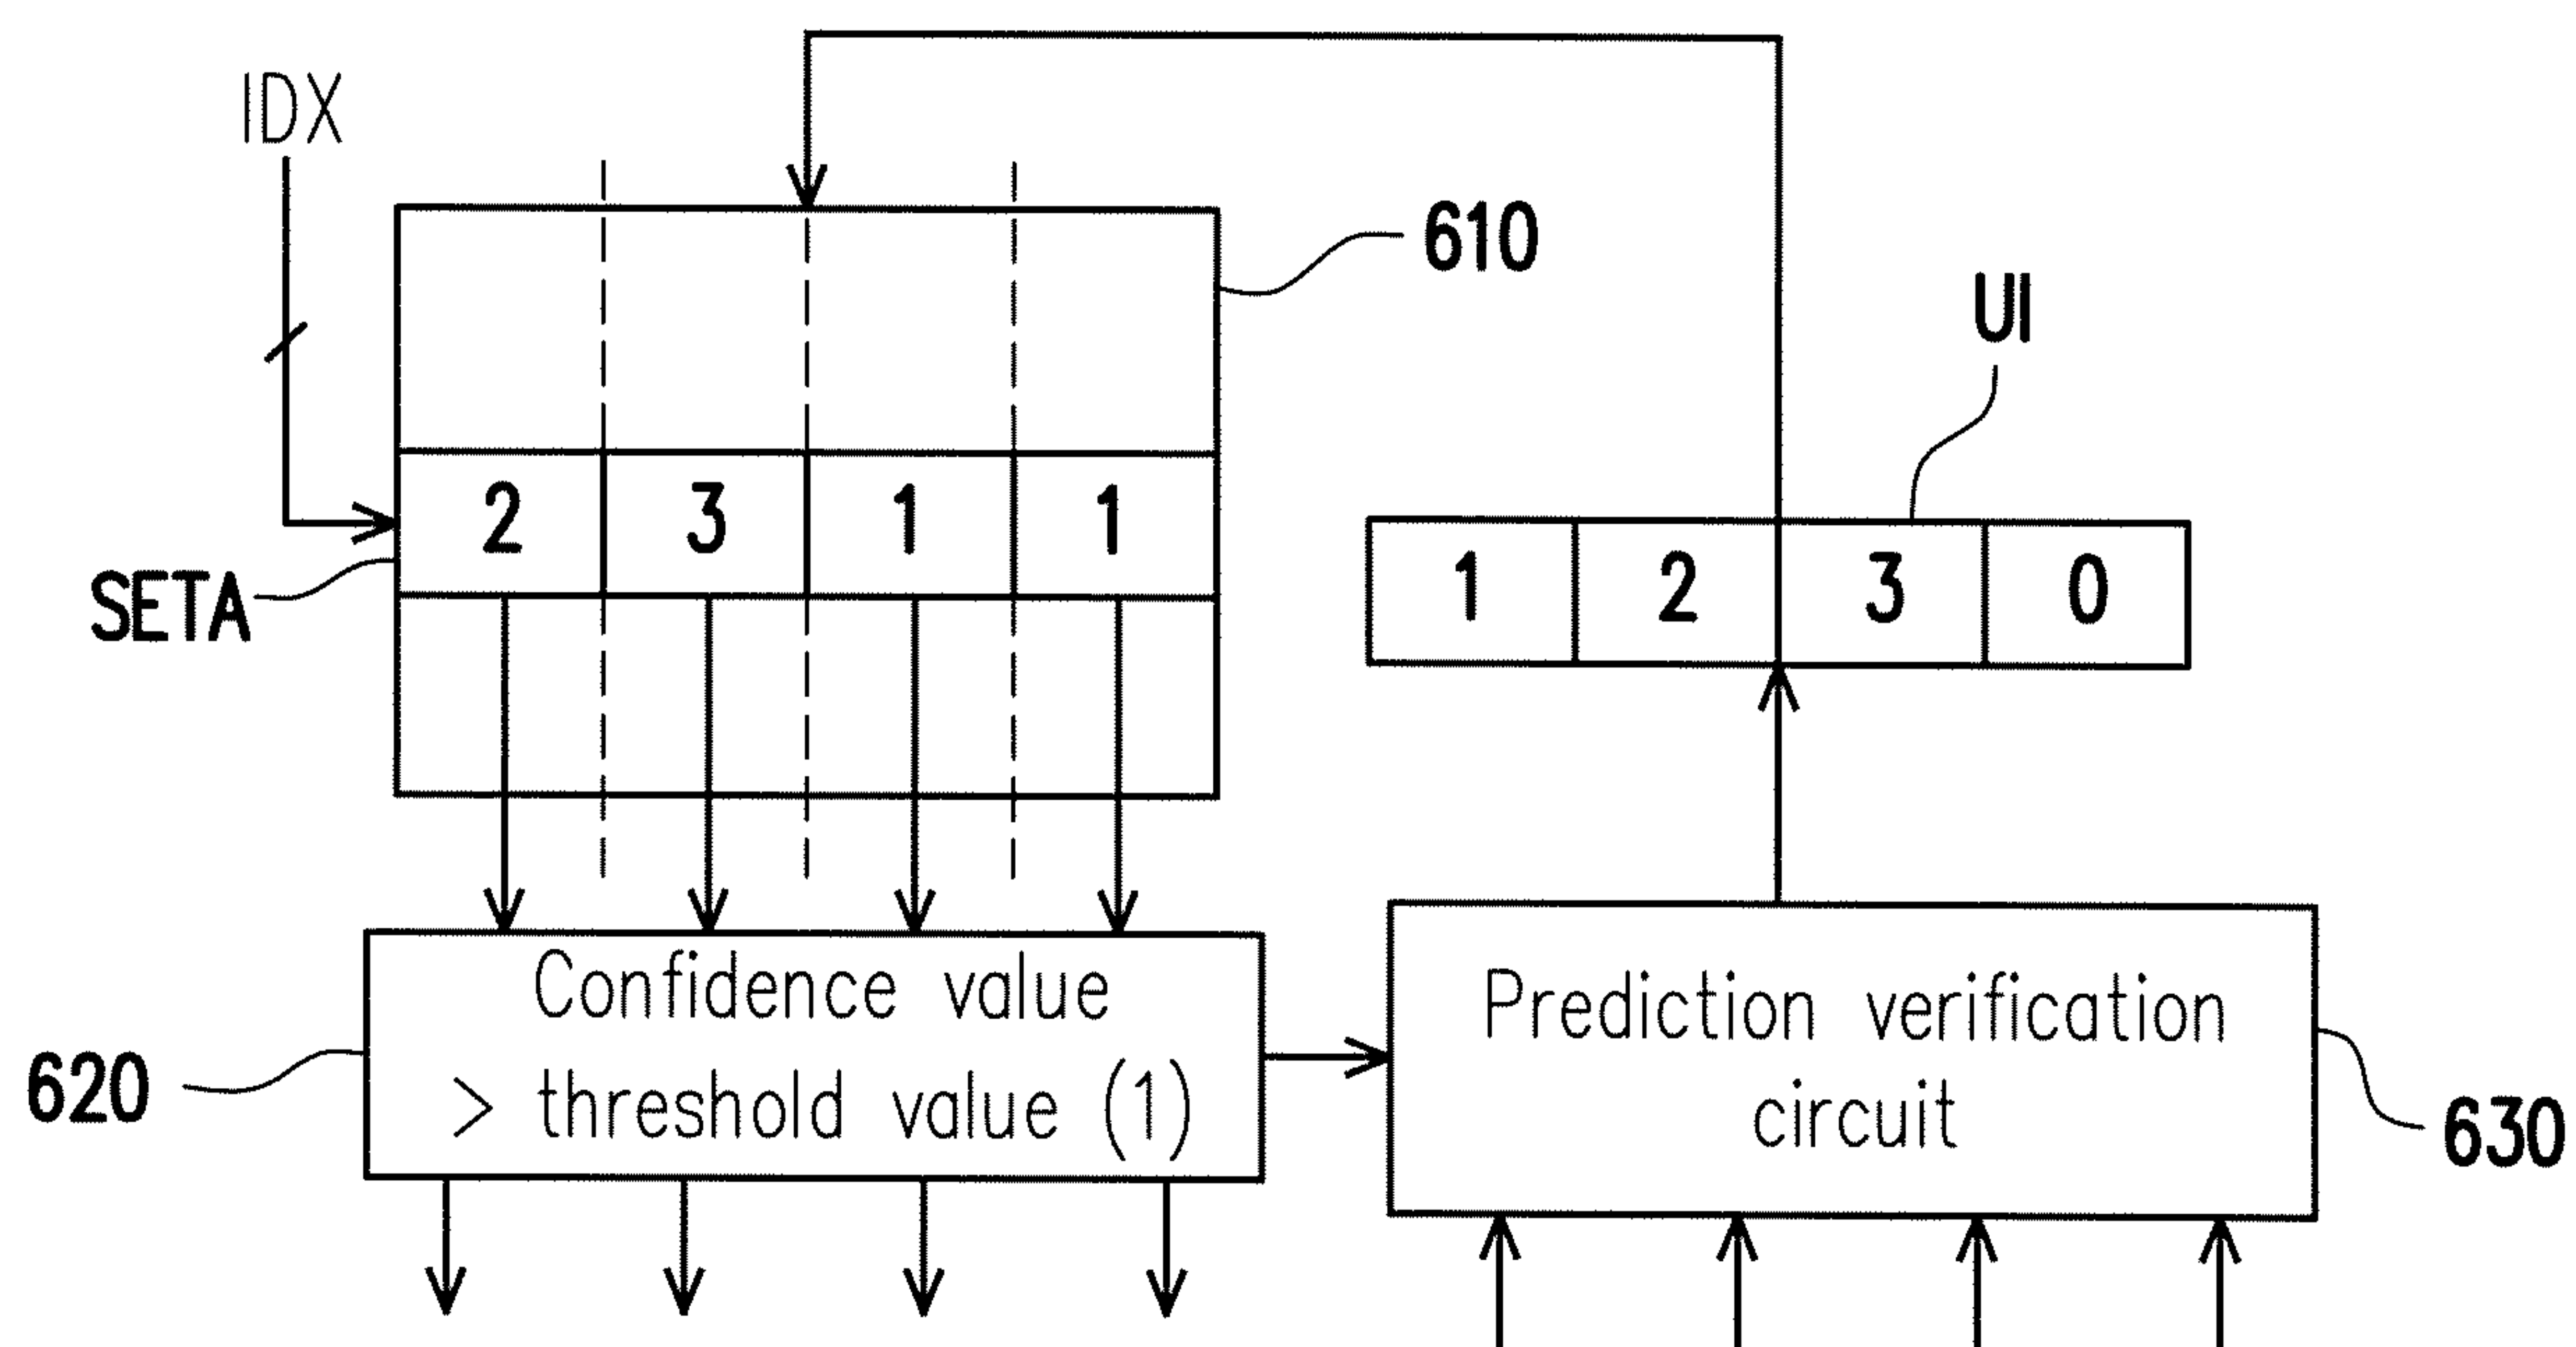 IDX
610
UI
2 3 1 1
SETA
1 2 3 0
Confidence value
> threshold value (1)
620
Prediction verification
circuit
630